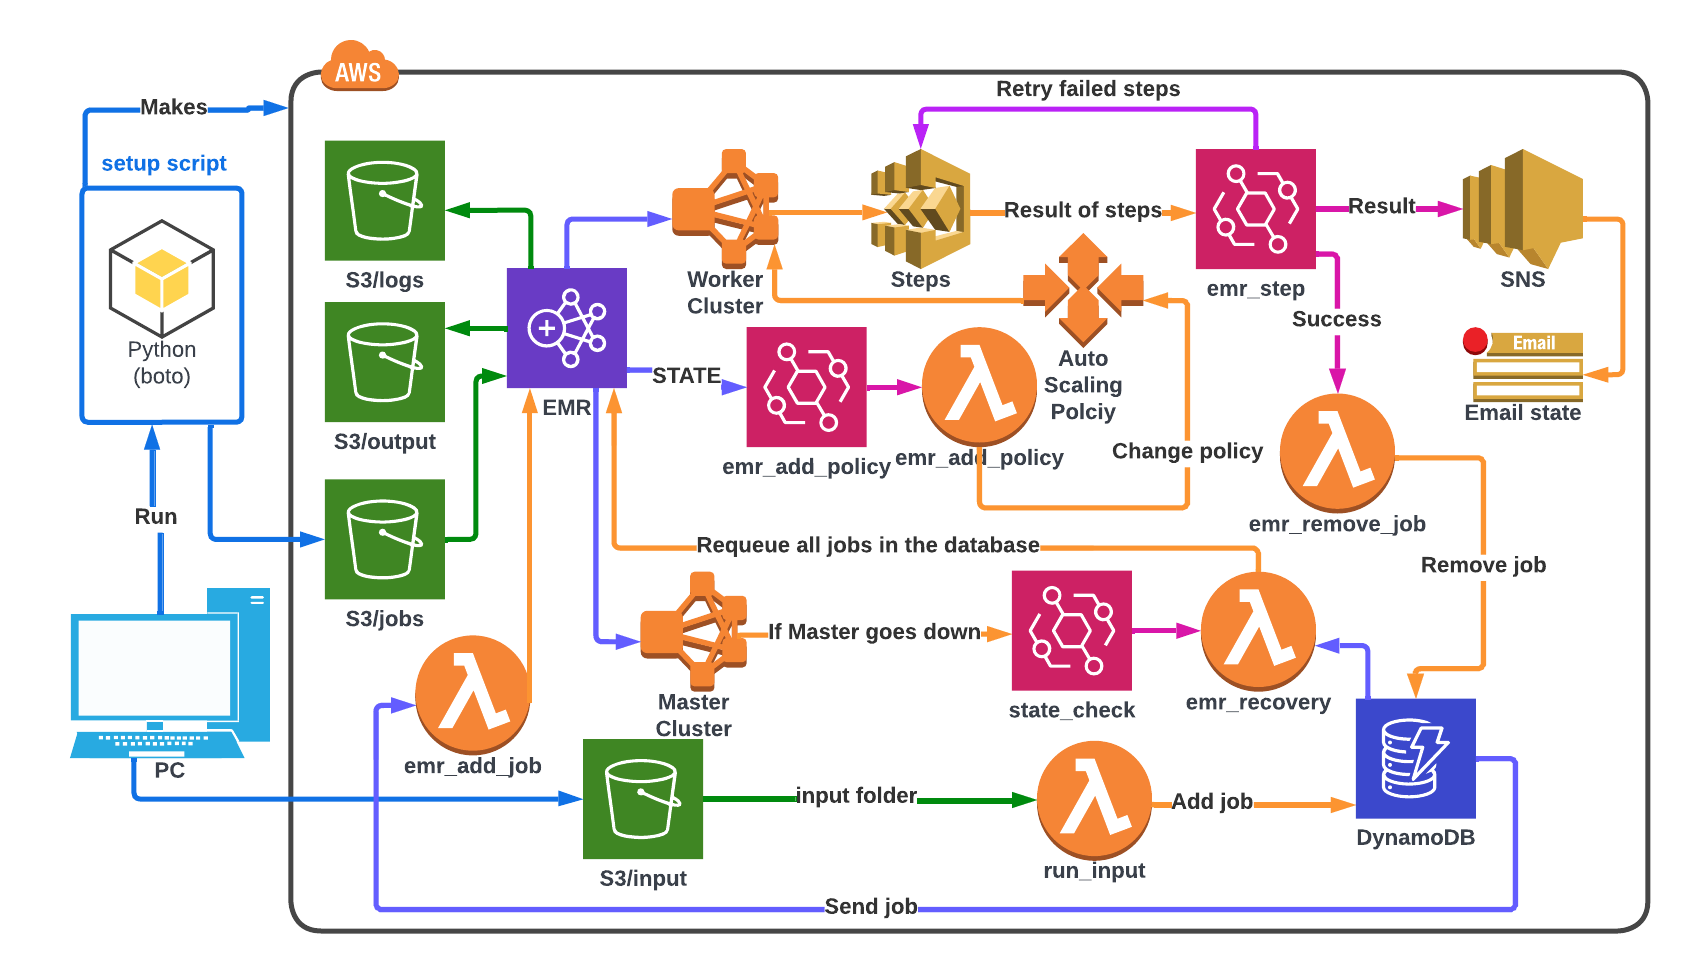 AWS
Makes
setup script
Python
(boto)
Run
PC
S3/logs
S3/output
S3/jobs
EMR
emr_add_job
Worker
Cluster
Steps
Retry failed steps
Result of steps
emr_step
Result
SNS
Success
Email
Email state
STATE
emr_add_policy
emr_add_policy
Auto
Scaling
Polciy
Change policy
emr_remove_job
Remove job
Requeue all jobs in the database
Master
Cluster
If Master goes down
state_check
emr_recovery
S3/input
input folder
run_input
Add job
DynamoDB
Send job